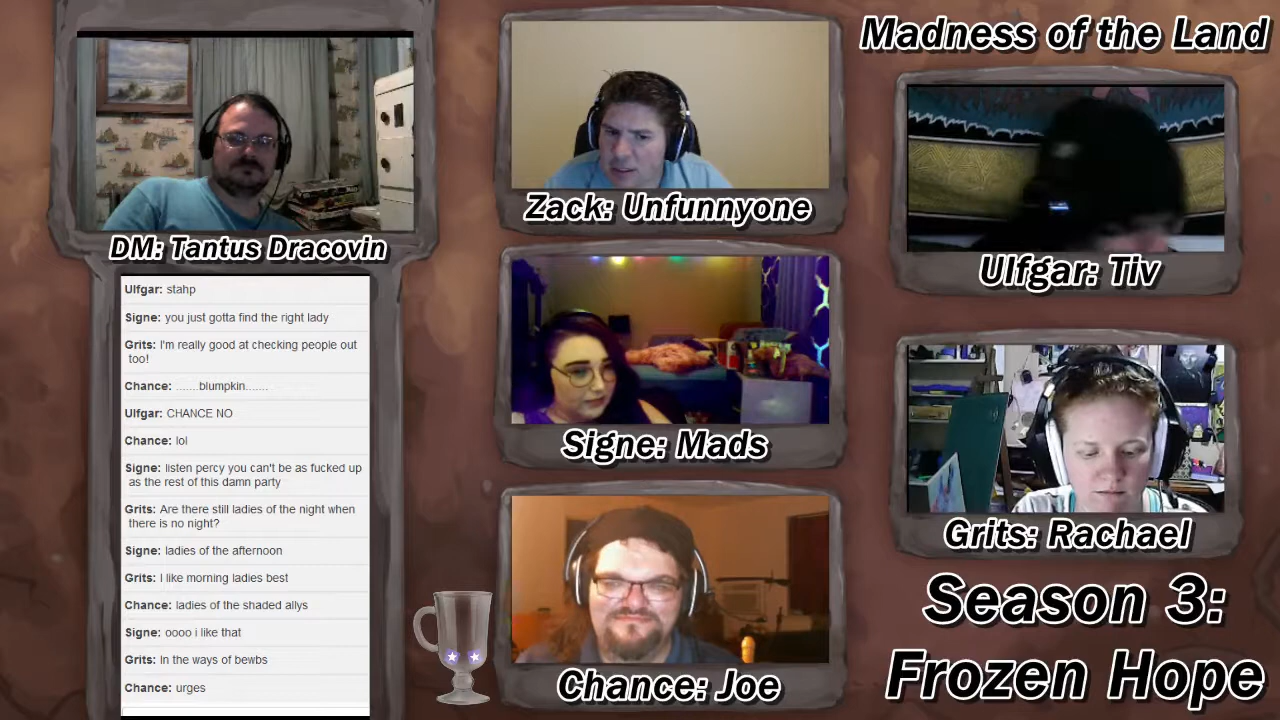 Madness of the Land
DM: Tantus Dracovin
Zack: Unfunnyone
Ulfgar: Tiv
Signe: Mads
Grits: Rachael
Chance: Joe
Season 3:
Frozen Hope
Ulfgar: stahp
Signe: you just gotta find the right lady
Grits: I'm really good at checking people out
too!
Chance: .......blumpkin.......
Ulfgar: CHANCE NO
Chance: lol
Signe: listen percy you can't be as fucked up
as the rest of this damn party
Grits: Are there still ladies of the night when
there is no night?
Signe: ladies of the afternoon
Grits: I like morning ladies best
Chance: ladies of the shaded allys
Signe: oooo i like that
Grits: In the ways of bewbs
Chance: urges